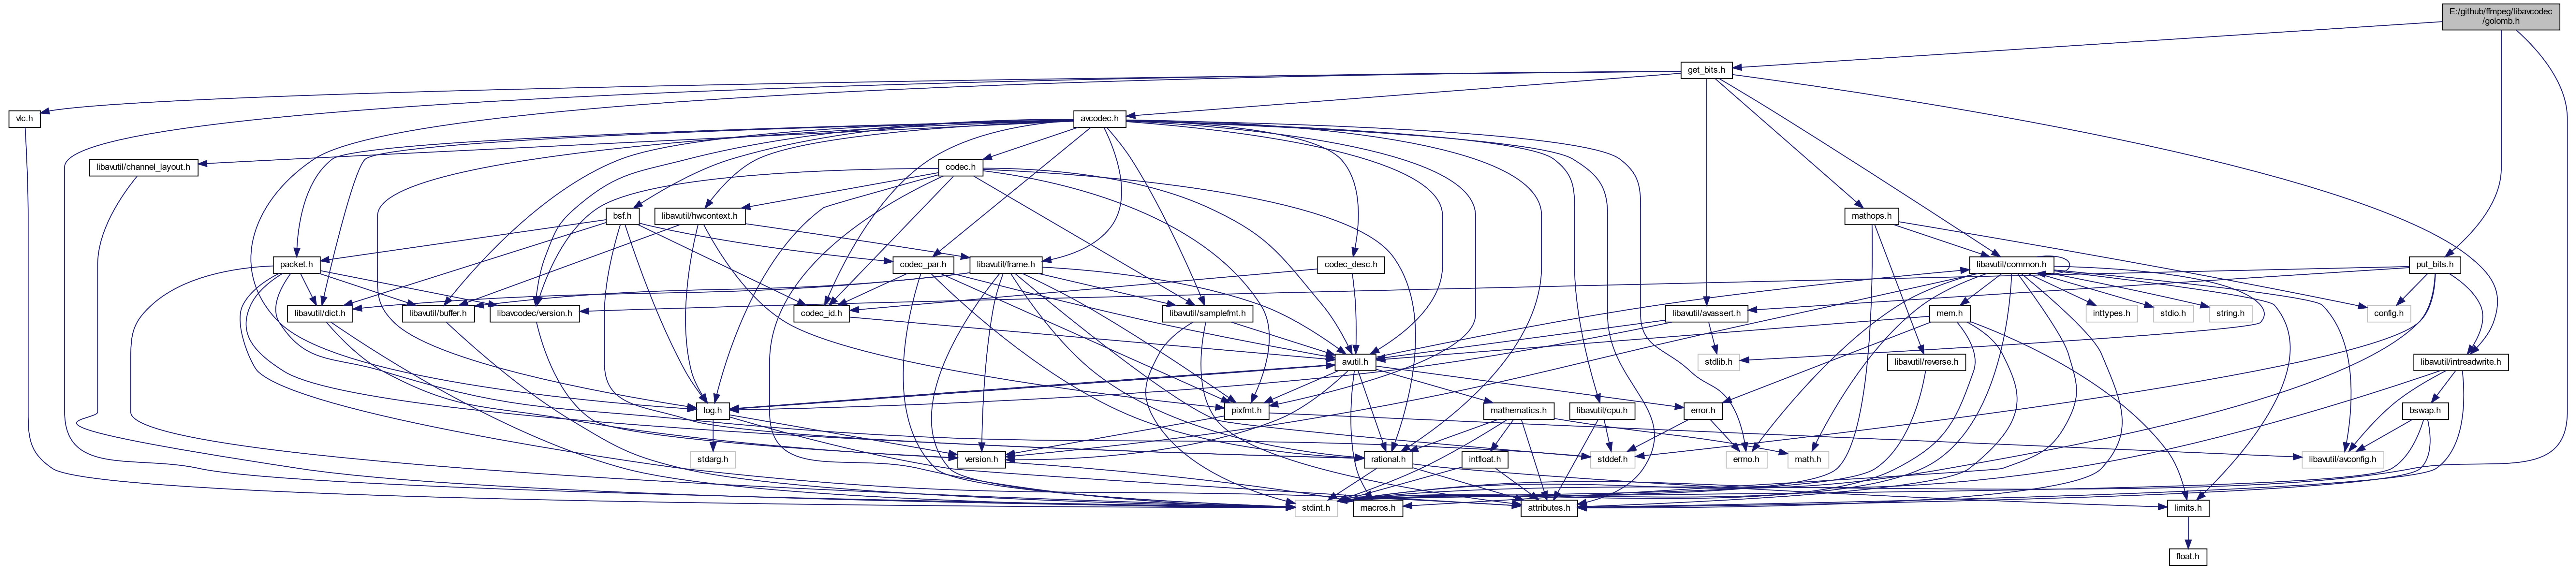 E:/github/ffmpeg/libavcodec
/golomb.h
get_bits.h
vlc.h
avcodec.h
libavutil/channel_layout.h
codec.h
bsf.h
libavutil/hwcontext.h
mathops.h
packet.h
codec_par.h
libavutil/frame.h
codec_desc.h
libavutil/common.h
put_bits.h
libavutil/dict.h
libavutil/buffer.h
libavcodec/version.h
codec_id.h
libavutil/samplefmt.h
libavutil/avassert.h
mem.h
inttypes.h
stdio.h
string.h
config.h
avutil.h
stdlib.h
libavutil/reverse.h
libavutil/intreadwrite.h
log.h
pixfmt.h
mathematics.h
libavutil/cpu.h
error.h
bswap.h
stdarg.h
version.h
rational.h
intfloat.h
stddef.h
errno.h
math.h
libavutil/avconfig.h
stdint.h
macros.h
attributes.h
limits.h
float.h